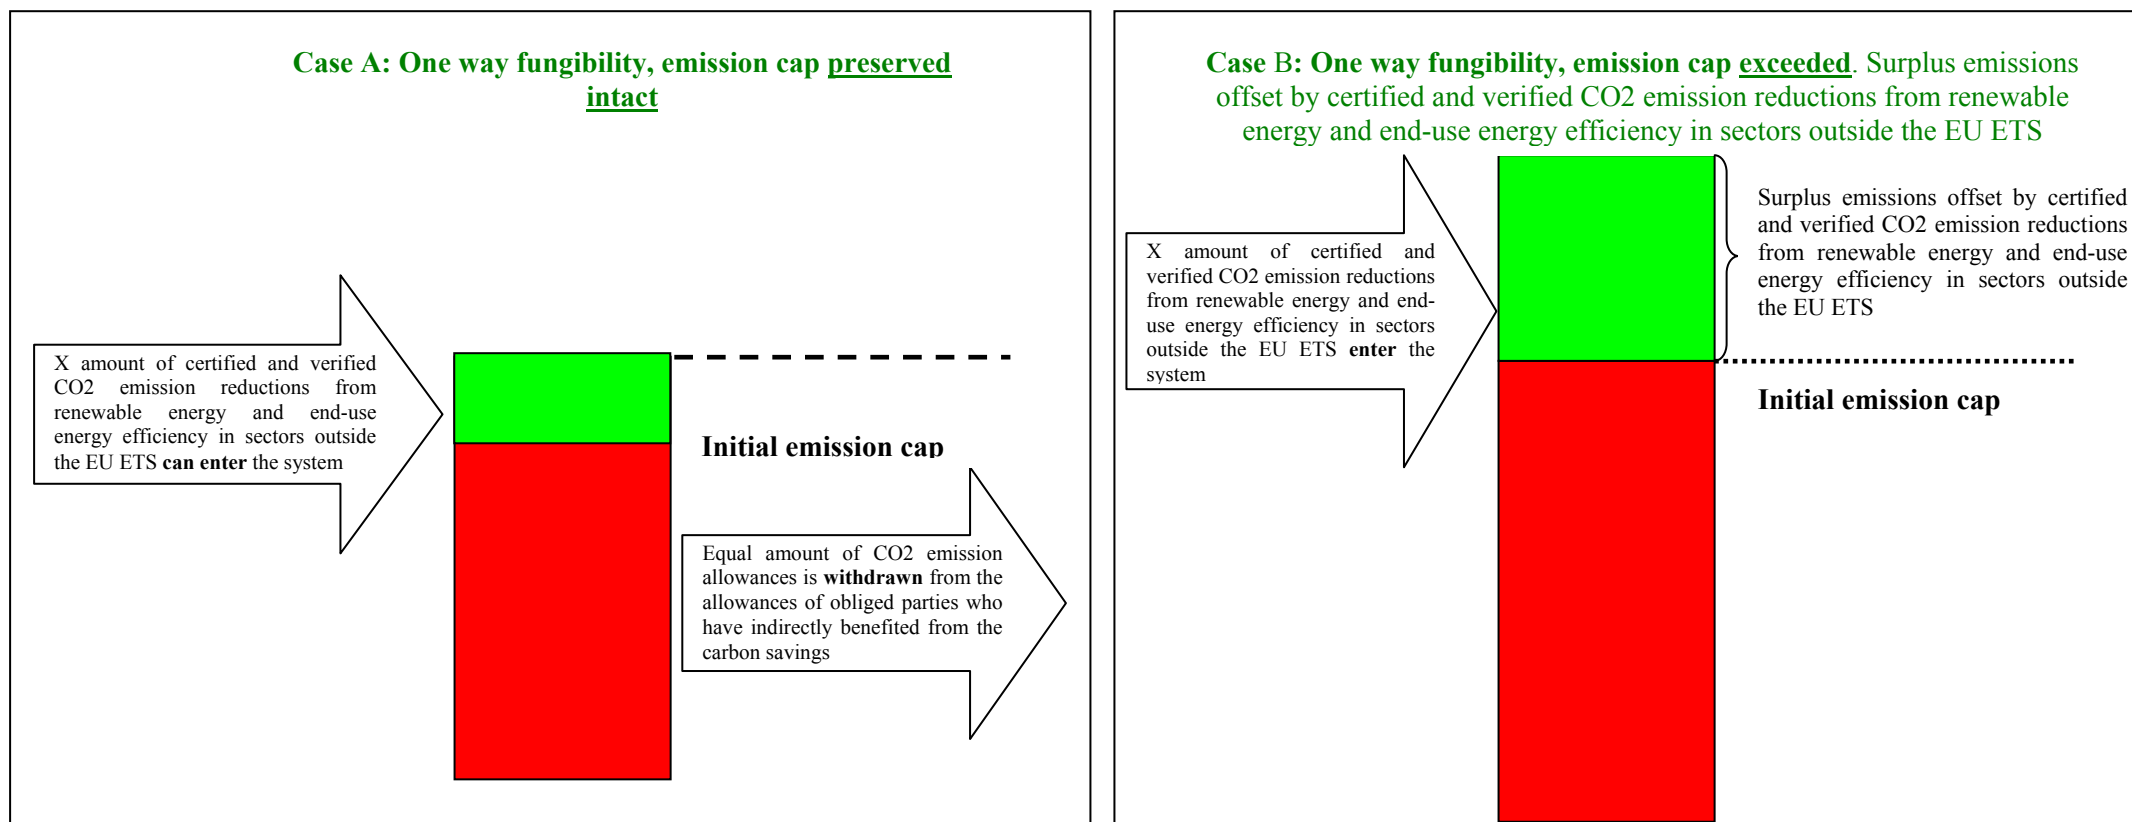 Case A: One way fungibility, emission cap preserved
intact
X amount of certified and verified
CO2 emission reductions from
renewable energy and end-use
energy efficiency in sectors outside
the EU ETS can enter the system
Initial emission cap
Equal amount of CO2 emission
allowances is withdrawn from the
allowances of obliged parties who
have indirectly benefited from the
carbon savings
Case B: One way fungibility, emission cap exceeded. Surplus emissions
offset by certified and verified CO2 emission reductions from renewable
energy and end-use energy efficiency in sectors outside the EU ETS
X amount of certified and
verified CO2 emission reductions
from renewable energy and end-
use energy efficiency in sectors
outside the EU ETS enter the
system
Surplus emissions offset by certified
and verified CO2 emission reductions
from renewable energy and end-use
energy efficiency in sectors outside
the EU ETS
Initial emission cap